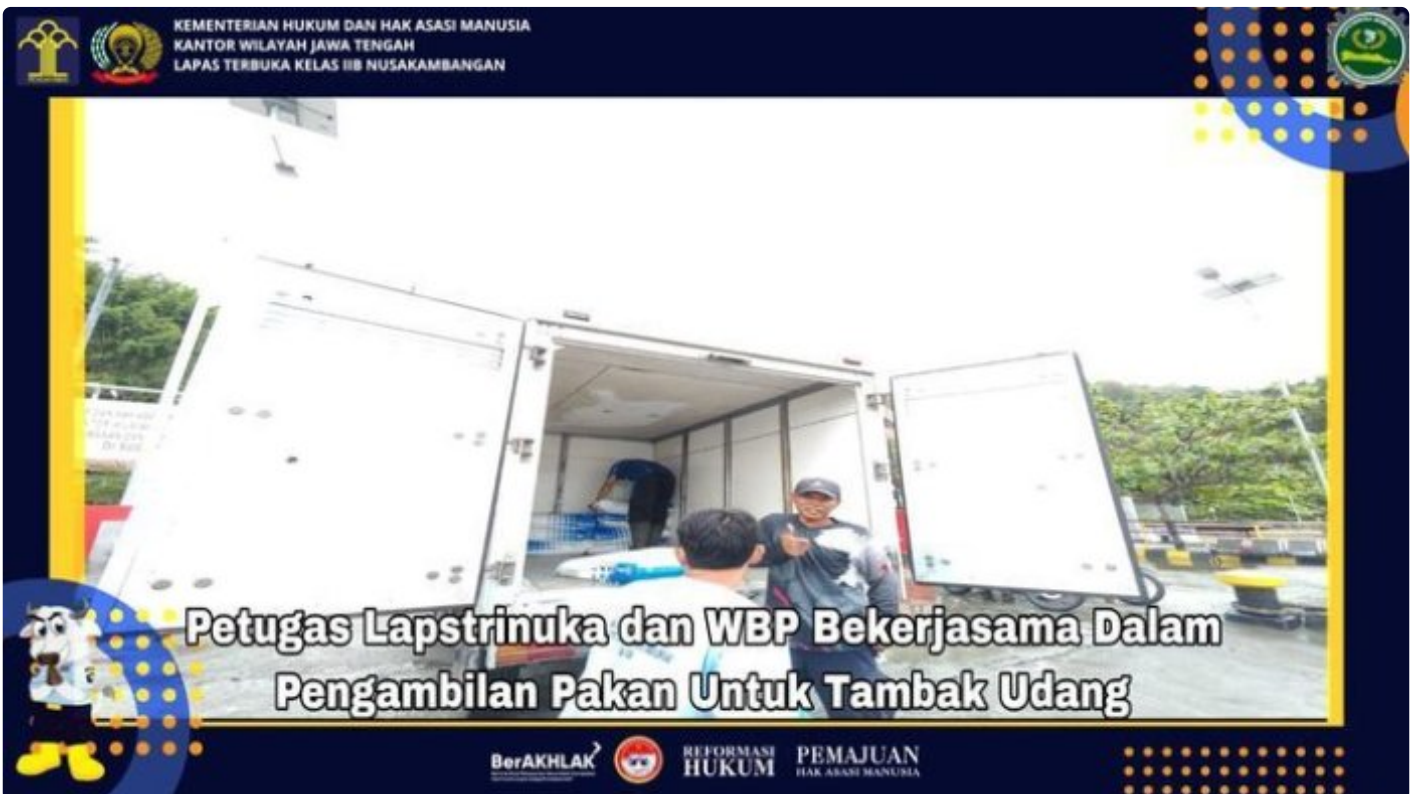 KEMENTERIAN HUKUM DAN HAK ASASI MANUSIA
KANTOR WILAYAH JAWA TENGAH
LAPAS TERBUKA KELAS IIB NUSAKAMBANGAN
Petugas Lapstrinuka dan WBP Bekerjasama Dalam
Pengambilan Pakan Untuk Tambak Udang
BerAKHLAK
REFORMASI
HUKUM
PEMAJUAN
HAK ASASI MANUSIA